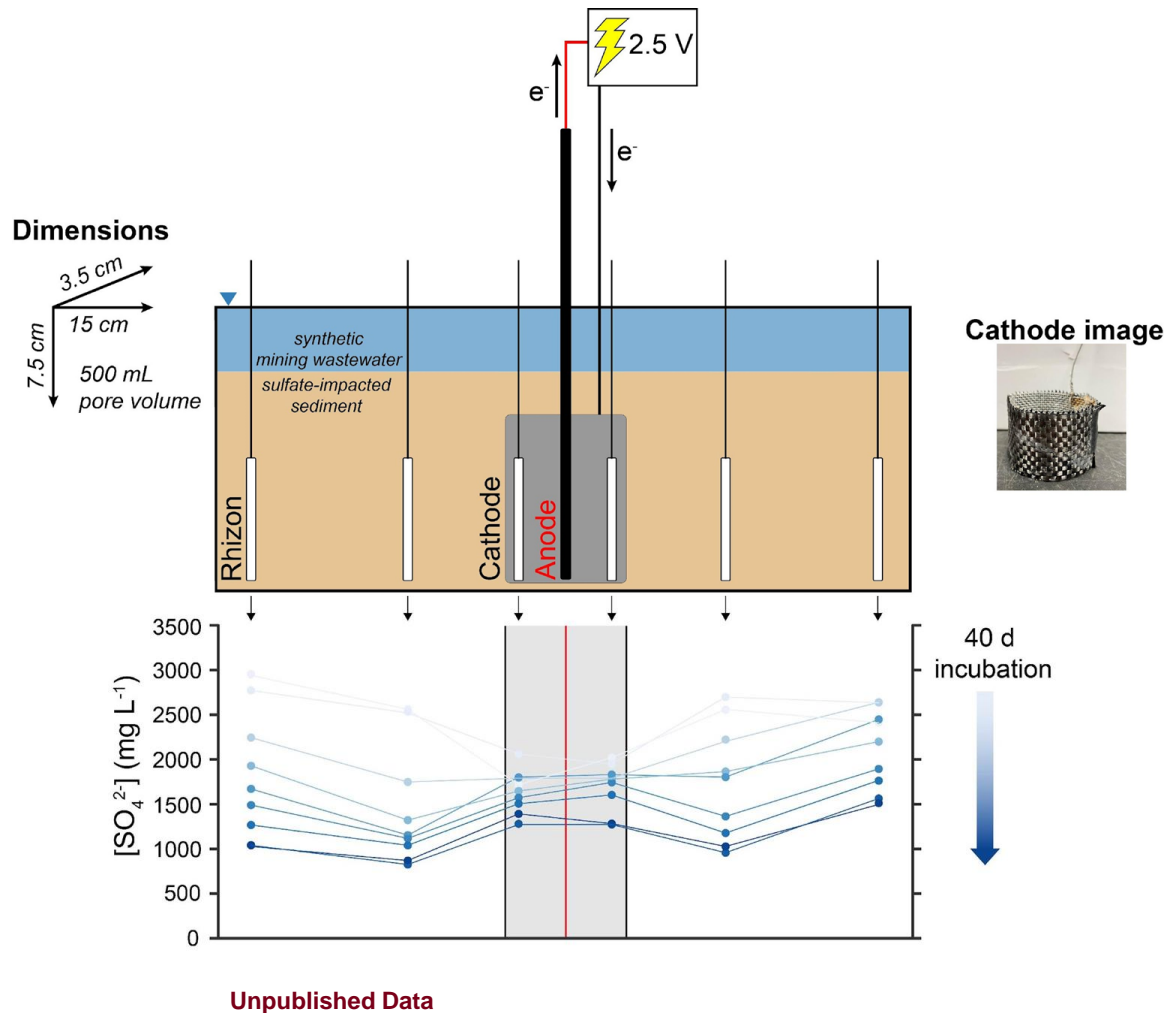 2.5 V
e-
e-
Dimensions
3.5 cm
15 cm
7.5 cm
500 mL
pore volume
synthetic
mining wastewater
sulfate-impacted
sediment
Cathode image
Rhizon
Cathode
Anode
3500
3000
2500
2000
1500
1000
500
0
[SO₄²⁻] (mg L⁻¹)
40 d
incubation
Unpublished Data